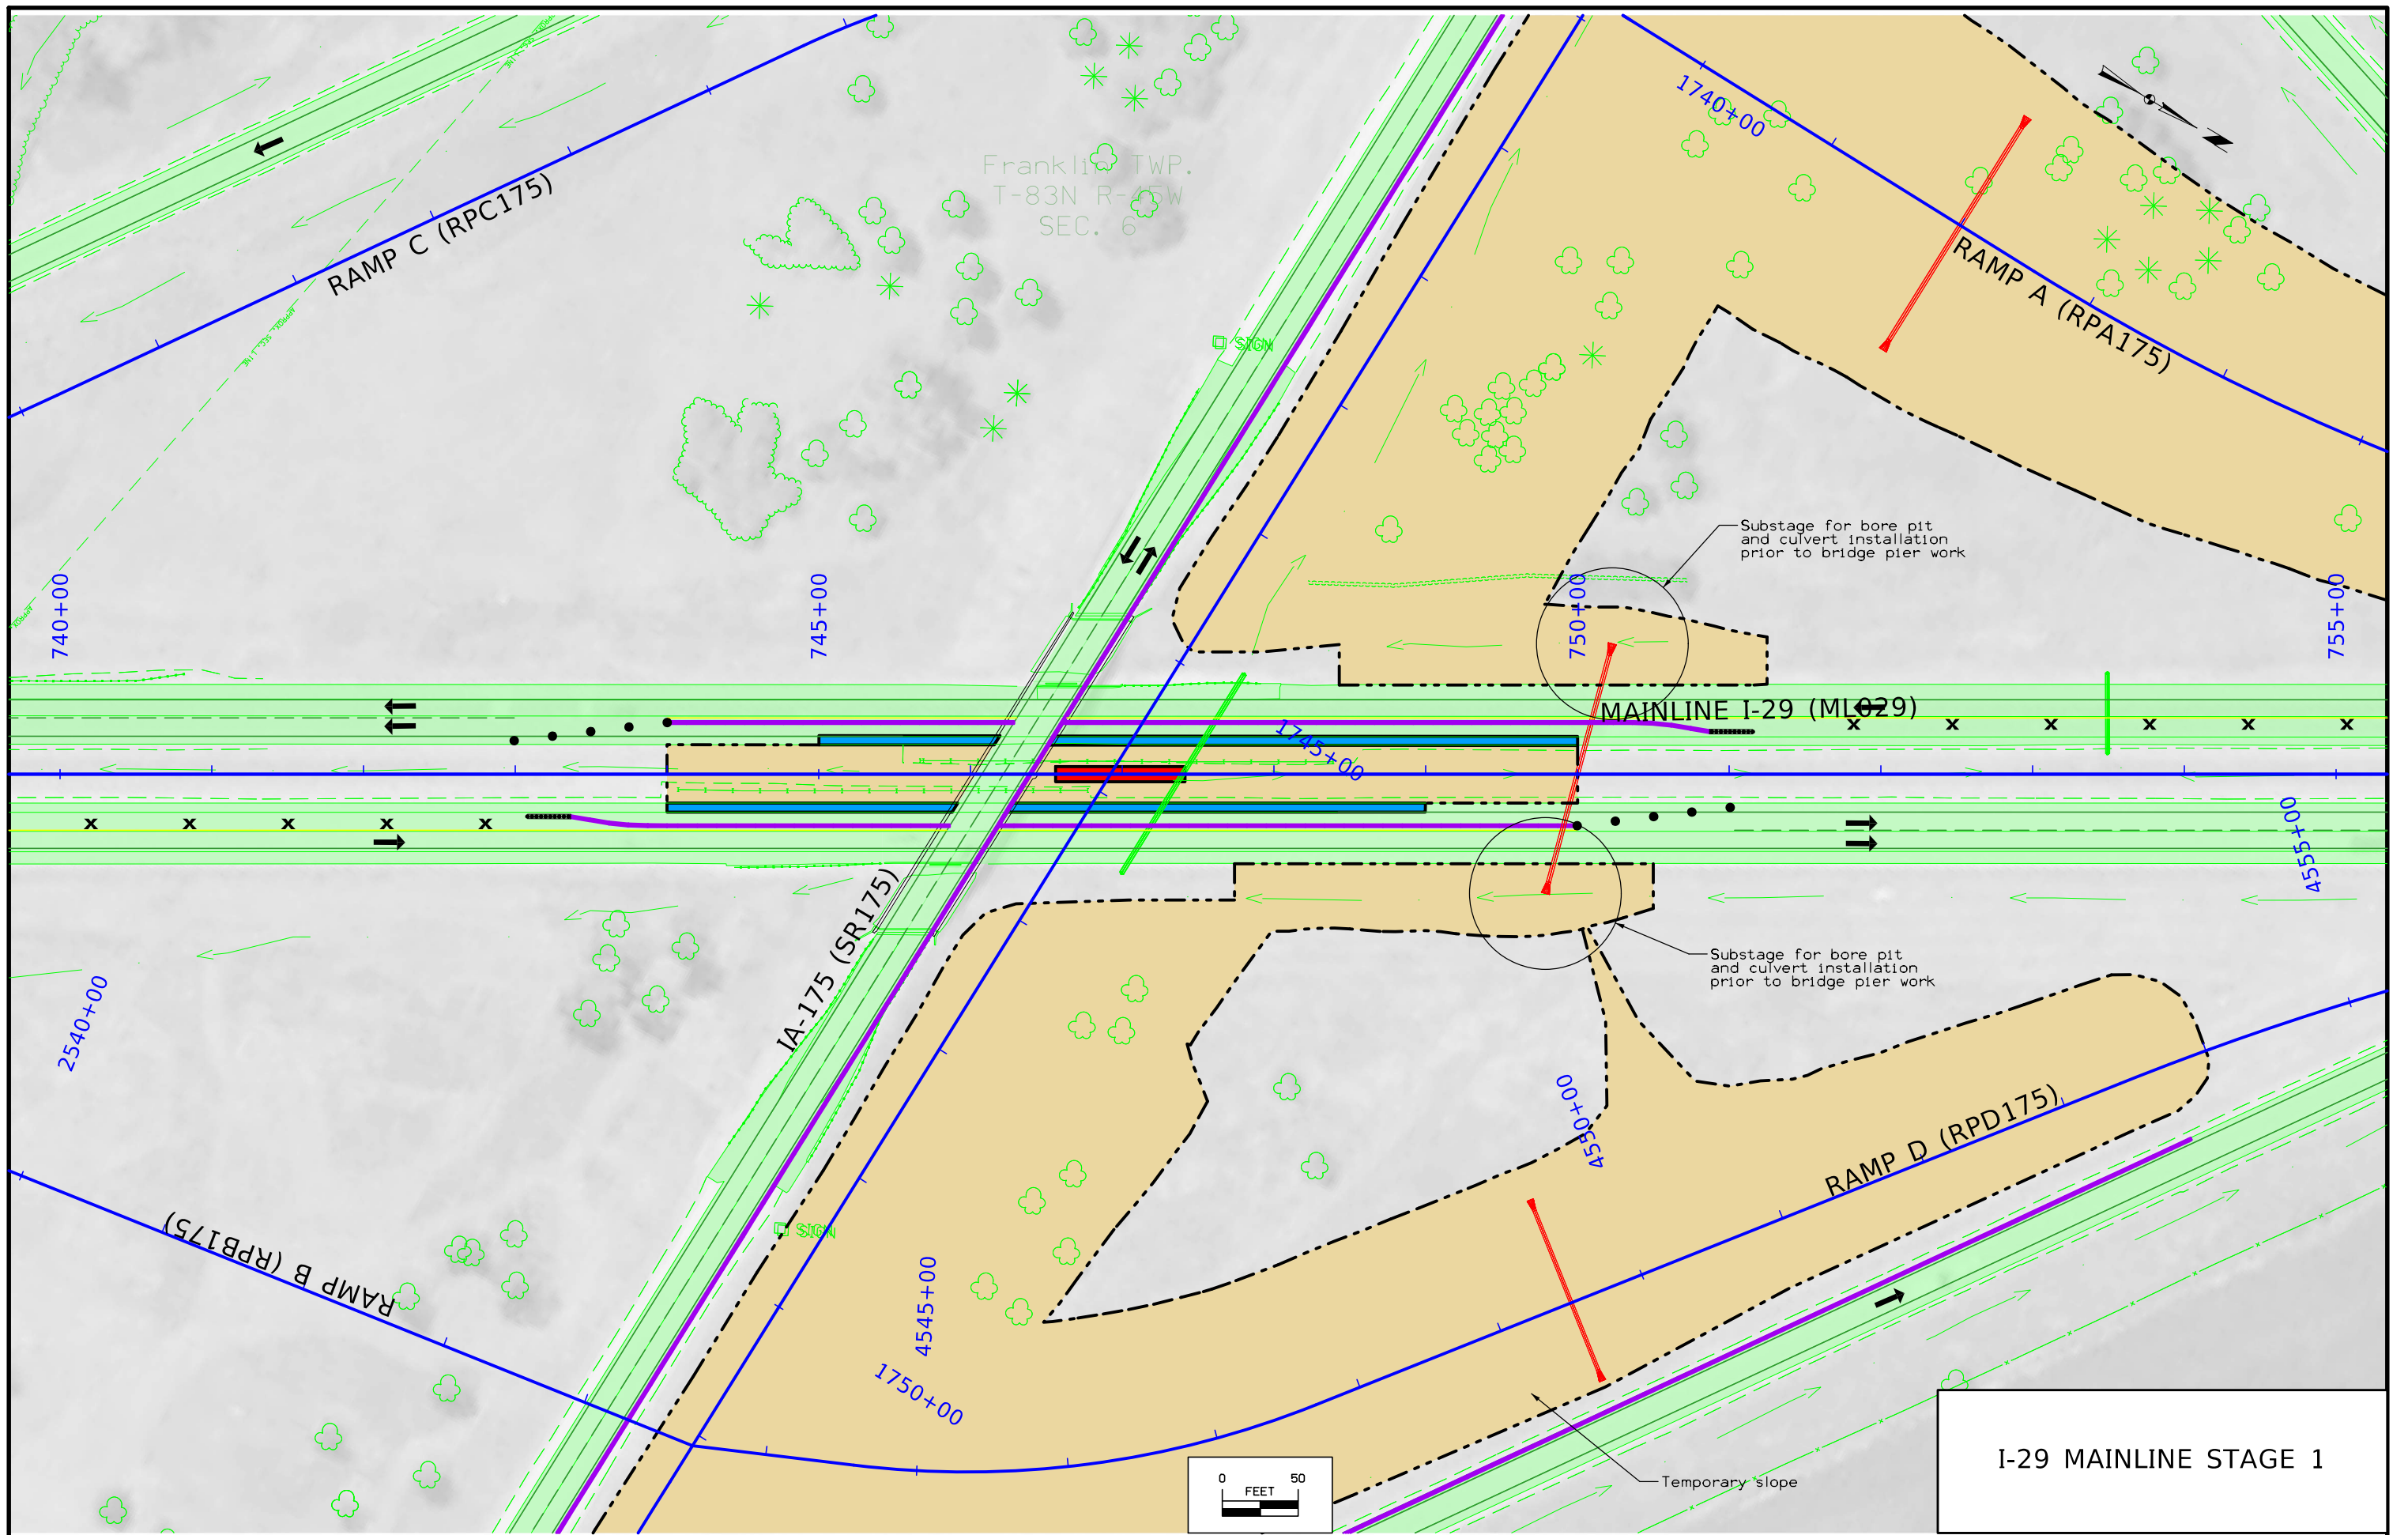 1740+00
Franklin TWP.
T-83N R-45W
SEC. 6
RAMP C (RPC175)
RAMP A (RPA175)
N
SIGN
Substage for bore pit
and culvert installation
prior to bridge pier work
740+00
745+00
750+00
755+00
MAINLINE I-29 (ML029)
x x x x x x
1745+00
x x x x x
4555+00
IA-175 (SR175)
Substage for bore pit
and culvert installation
prior to bridge pier work
2540+00
4550+00
RAMP D (RPD175)
RAMP B (RPB175)
SIGN
4545+00
1750+00
Temporary slope
0 50
FEET
I-29 MAINLINE STAGE 1